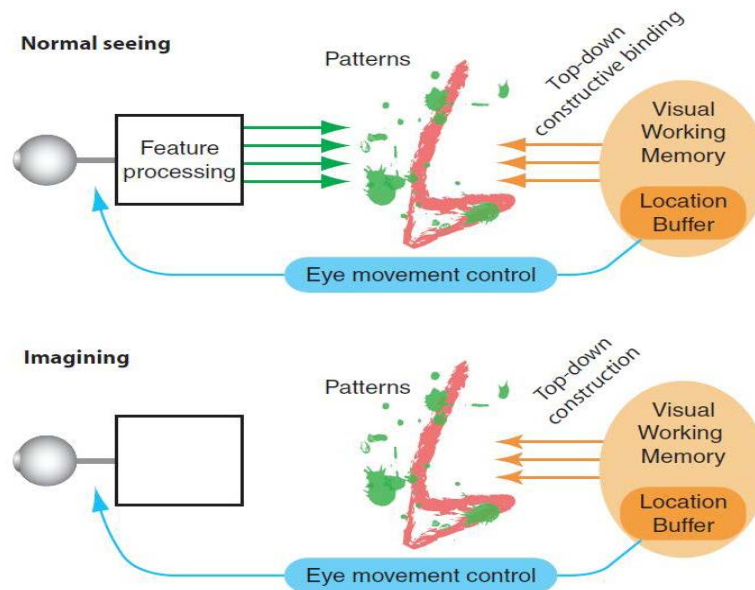 Normal seeing
Patterns
Top-down
constructive binding
Feature
processing
Visual
Working
Memory
Location
Buffer
Eye movement control
Imagining
Patterns
Top-down
construction
Visual
Working
Memory
Location
Buffer
Eye movement control